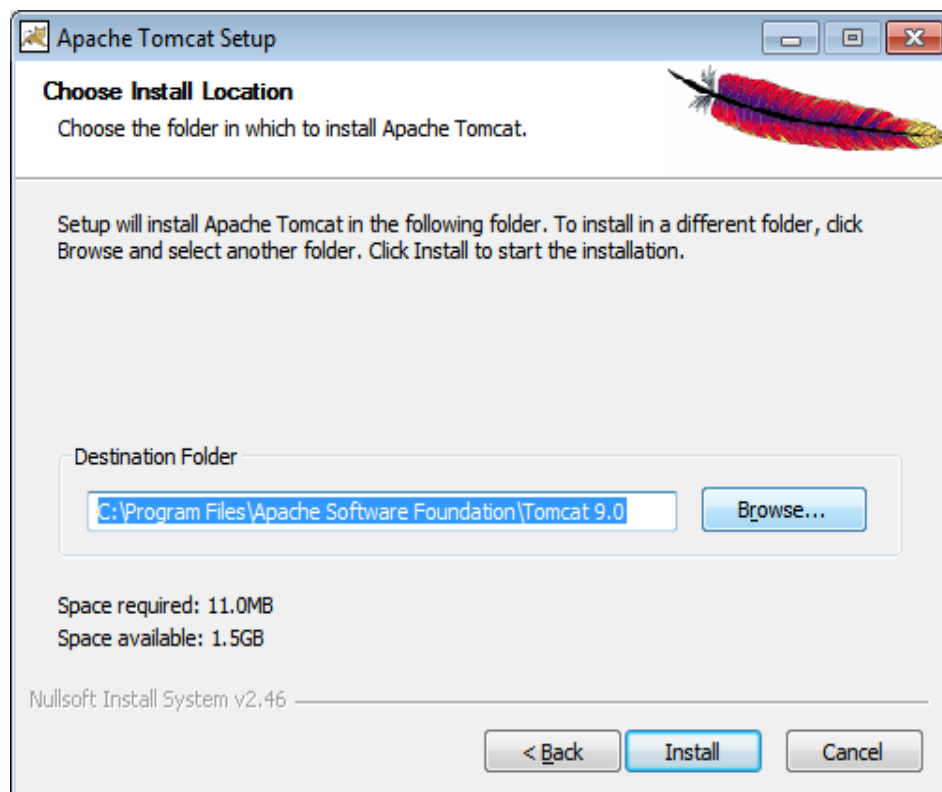 Apache Tomcat Setup
Choose Install Location
Choose the folder in which to install Apache Tomcat.
Setup will install Apache Tomcat in the following folder. To install in a different folder, click
Browse and select another folder. Click Install to start the installation.
Destination Folder
C:\Program Files\Apache Software Foundation\Tomcat 9.0
Browse...
Space required: 11.0MB
Space available: 1.5GB
Nullsoft Install System v2.46
< Back
Install
Cancel